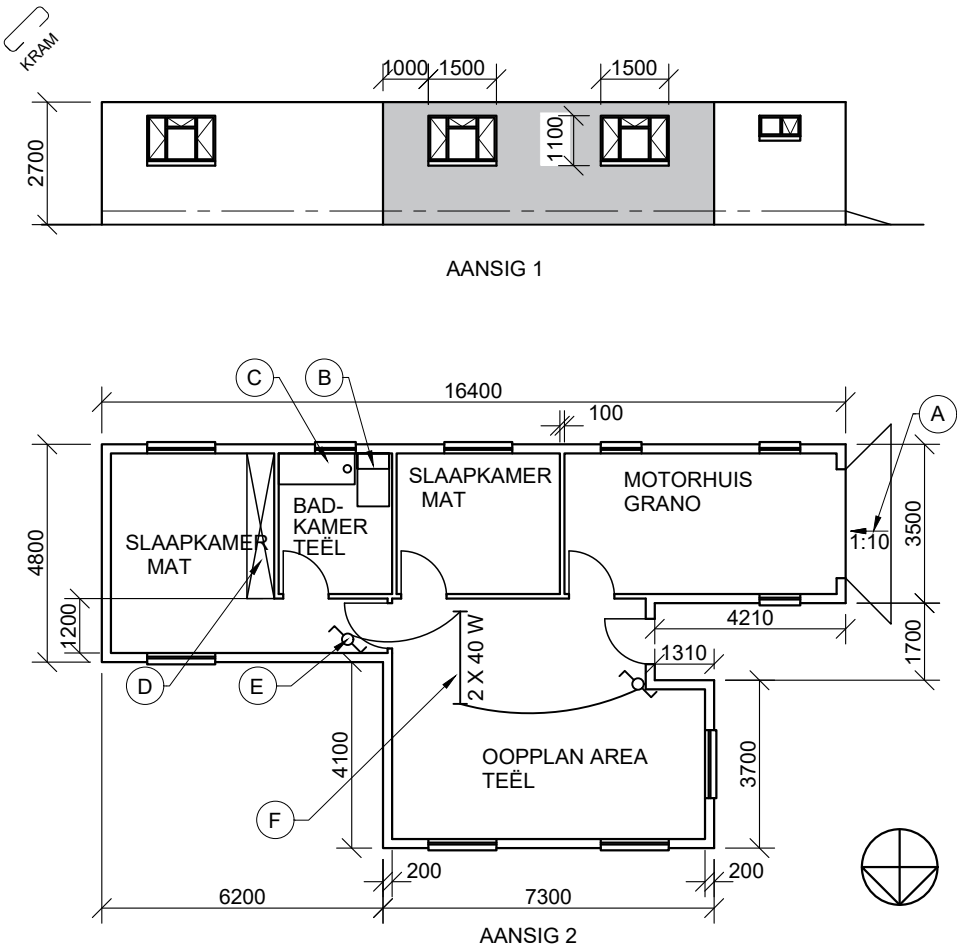 KRAM
1000
1500
1500
1100
2700
AANSIG 1
C
B
16400
100
A
SLAAPKAMER
MAT
MOTORHUIS
GRANO
BAD-
KAMER
TEËL
SLAAPKAMER
MAT
1:10
3500
4800
1200
4210
1700
1310
2 X 40 W
D
E
4100
OOPPLAN AREA
TEËL
3700
F
200
200
6200
7300
AANSIG 2